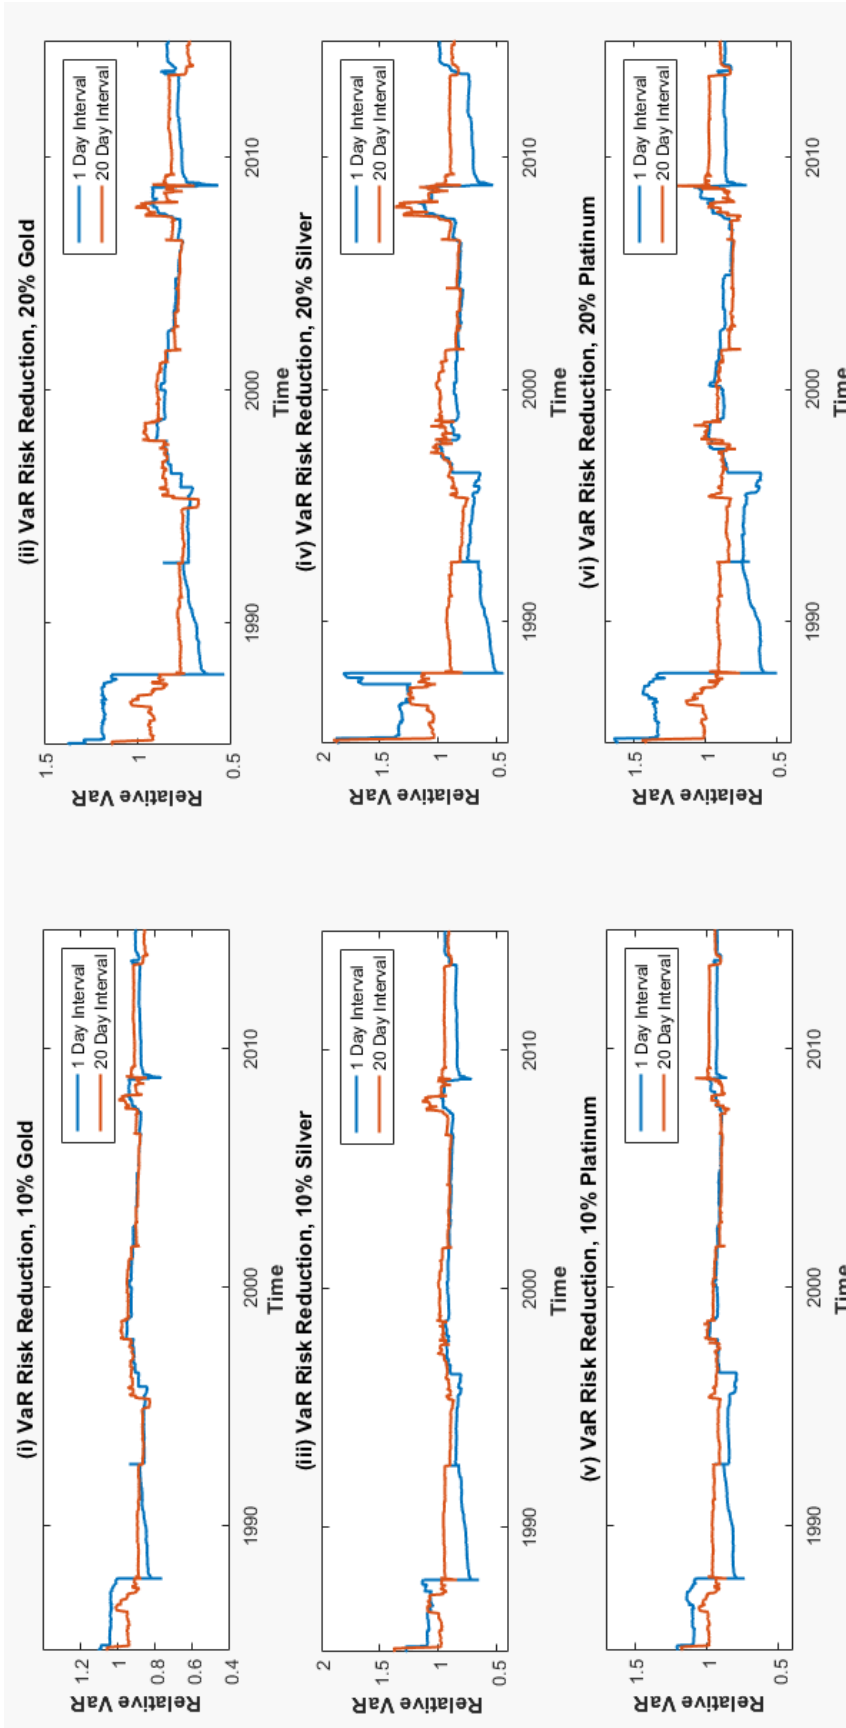 (i) VaR Risk Reduction, 10% Gold
Relative VaR
1.2
1
0.8
0.6
0.4
1 Day Interval
20 Day Interval
1990
2000
2010
Time
(ii) VaR Risk Reduction, 20% Gold
Relative VaR
1.5
1
0.5
1 Day Interval
20 Day Interval
1990
2000
2010
Time
(iii) VaR Risk Reduction, 10% Silver
Relative VaR
2
1.5
1
0.5
1 Day Interval
20 Day Interval
1990
2000
2010
Time
(iv) VaR Risk Reduction, 20% Silver
Relative VaR
2
1.5
1
0.5
1 Day Interval
20 Day Interval
1990
2000
2010
Time
(v) VaR Risk Reduction, 10% Platinum
Relative VaR
1.5
1
0.5
1 Day Interval
20 Day Interval
1990
2000
2010
Time
(vi) VaR Risk Reduction, 20% Platinum
Relative VaR
1.5
1
0.5
1 Day Interval
20 Day Interval
1990
2000
2010
Time